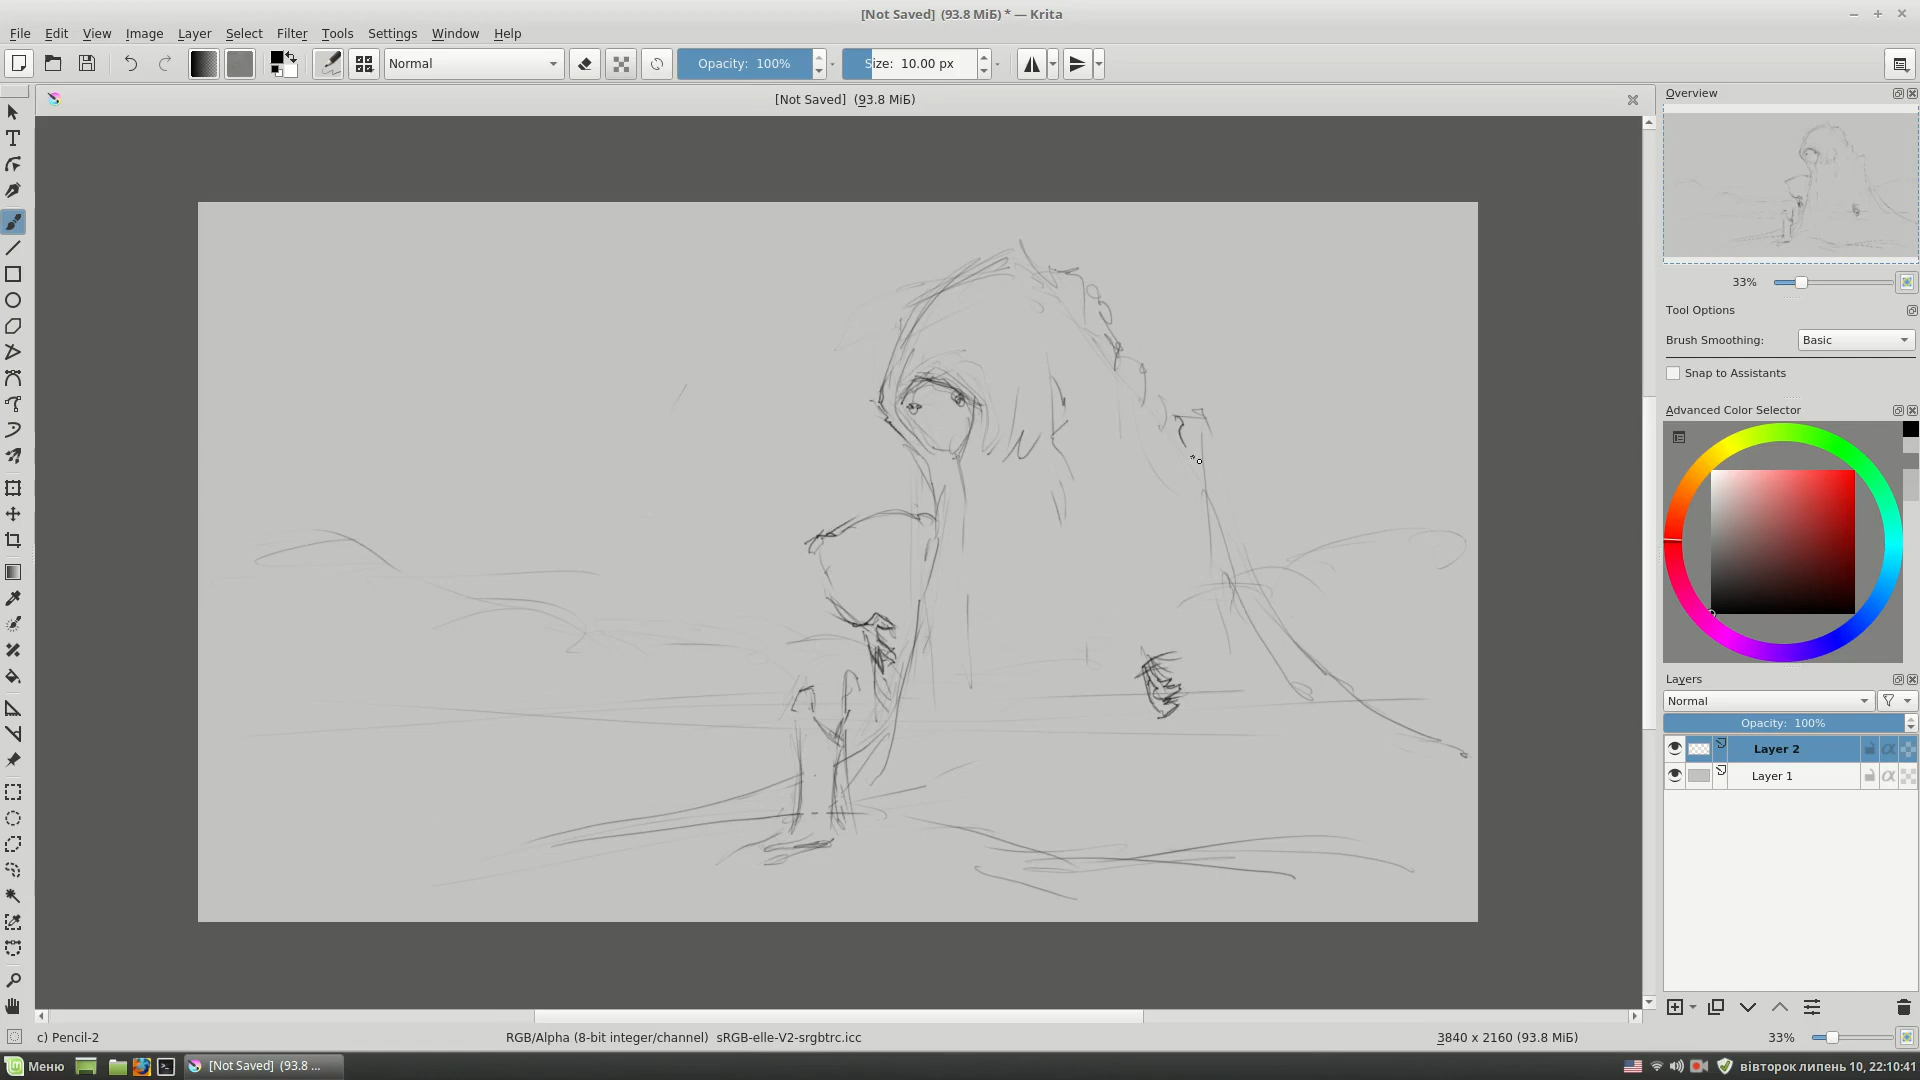 [Not Saved]  (93.8 МіБ) * — Krita
File Edit View Image Layer Select Filter Tools Settings Window Help
Normal Opacity: 100% Size: 10.00 px
[Not Saved]  (93.8 МіБ)
Overview
33%
Tool Options
Brush Smoothing: Basic
Snap to Assistants
Advanced Color Selector
Layers
Normal
Opacity: 100%
Layer 2
Layer 1
c) Pencil-2 RGB/Alpha (8-bit integer/channel)  sRGB-elle-V2-srgbtrc.icc 3840 x 2160 (93.8 МіБ) 33%
Меню [Not Saved]  (93.8 ... вівторок липень 10, 22:10:41